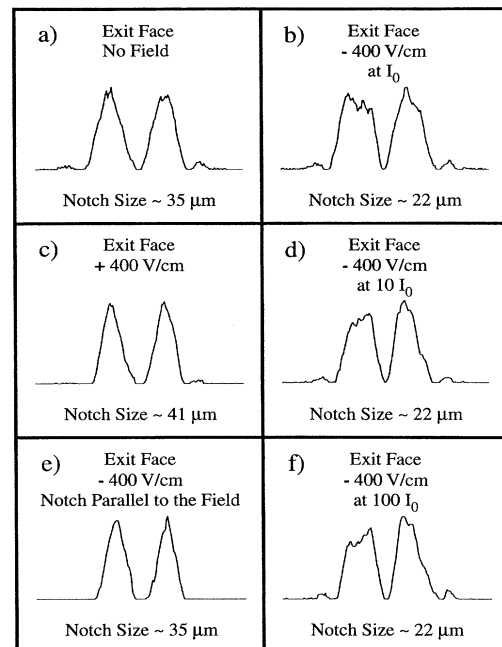 a)
Exit Face
No Field
Notch Size ~ 35 μm
b)
Exit Face
- 400 V/cm
at I0
Notch Size ~ 22 μm
c)
Exit Face
+ 400 V/cm
Notch Size ~ 41 μm
d)
Exit Face
- 400 V/cm
at 10 I0
Notch Size ~ 22 μm
e)
Exit Face
- 400 V/cm
Notch Parallel to the Field
Notch Size ~ 35 μm
f)
Exit Face
- 400 V/cm
at 100 I0
Notch Size ~ 22 μm